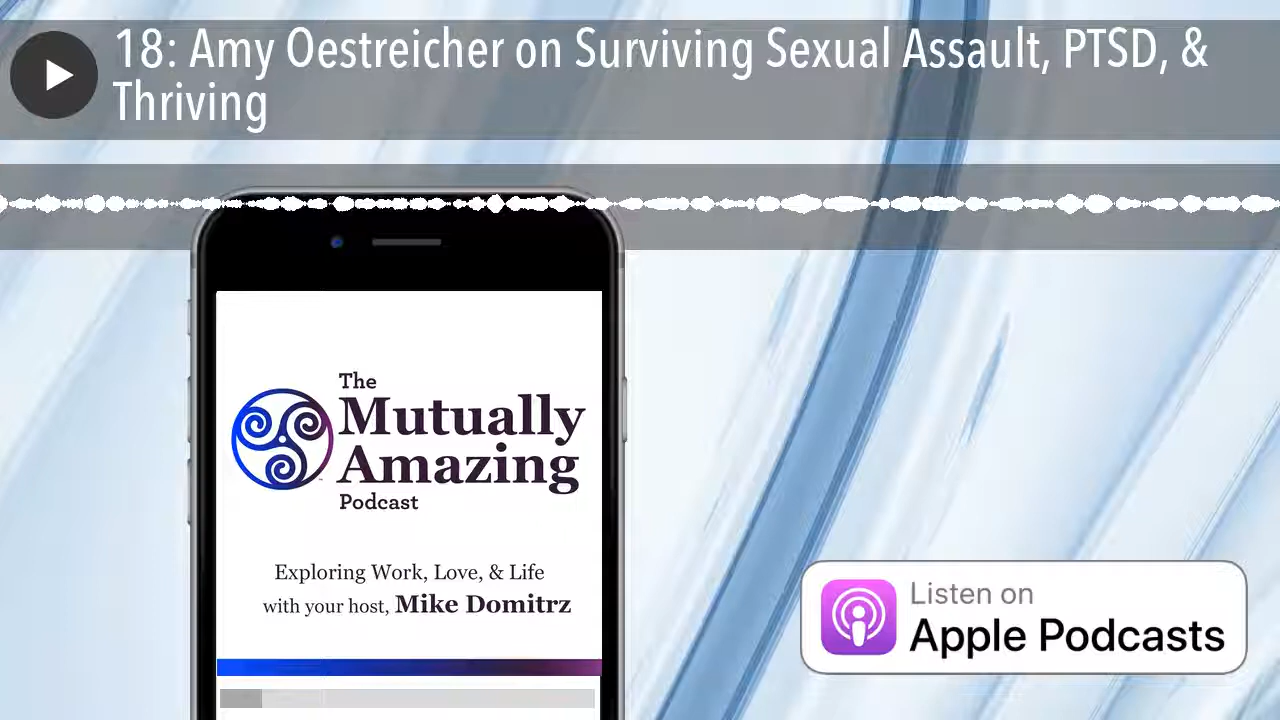 18: Amy Oestreicher on Surviving Sexual Assault, PTSD, &
Thriving
The
Mutually
Amazing
Podcast
Exploring Work, Love, & Life
with your host, Mike Domitrz
Listen on
Apple Podcasts